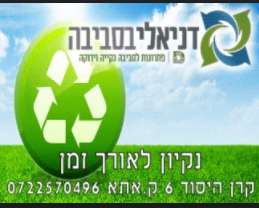 דניאלי בסביבה
פתרונות לסביבה נקייה וירוקה
נקיון לאורך זמן
קרן היסוד 6 ק.אתא 0722570496